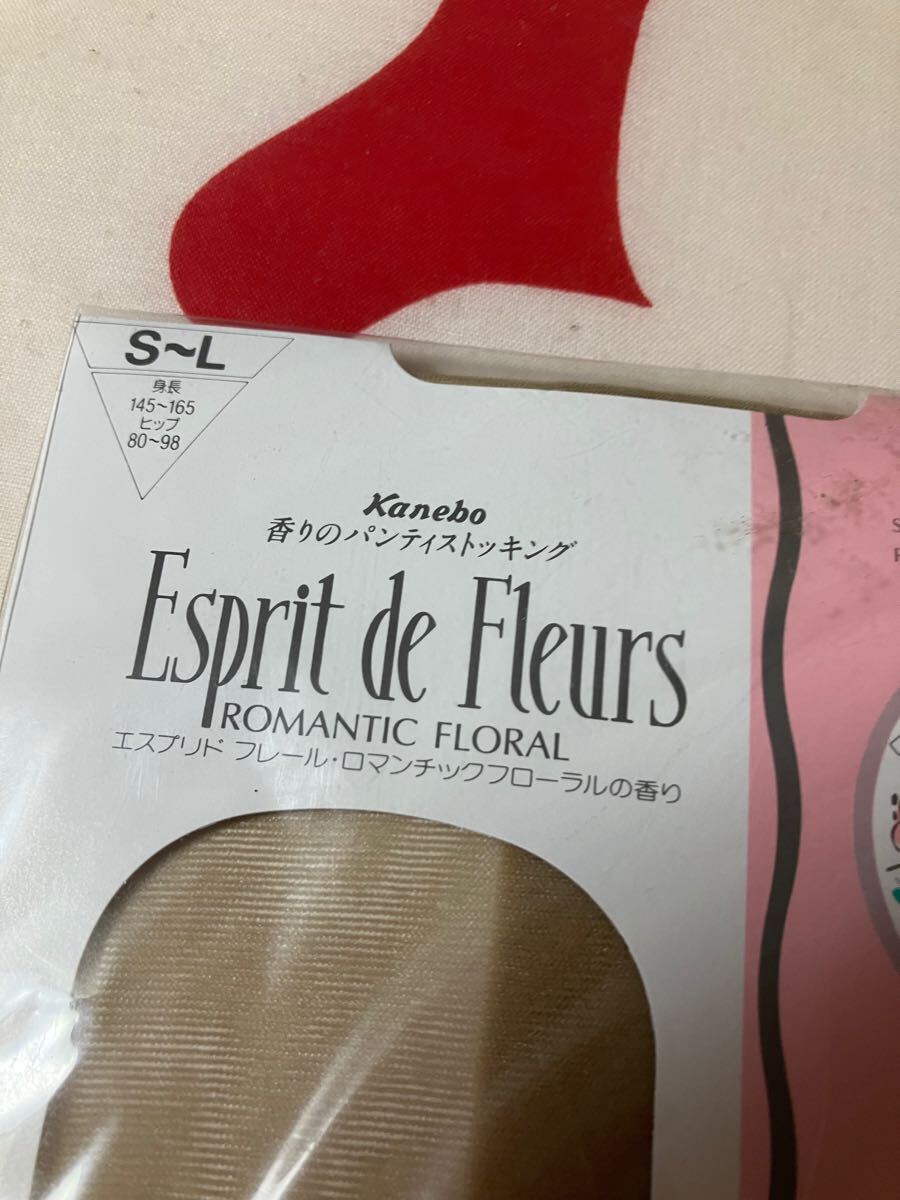 S~L
身長
145~165
ヒップ
80~98
Kanebo
香りのパンティストッキング
Esprit de Fleurs
ROMANTIC FLORAL
エスプリド フレール・ロマンチックフローラルの香り